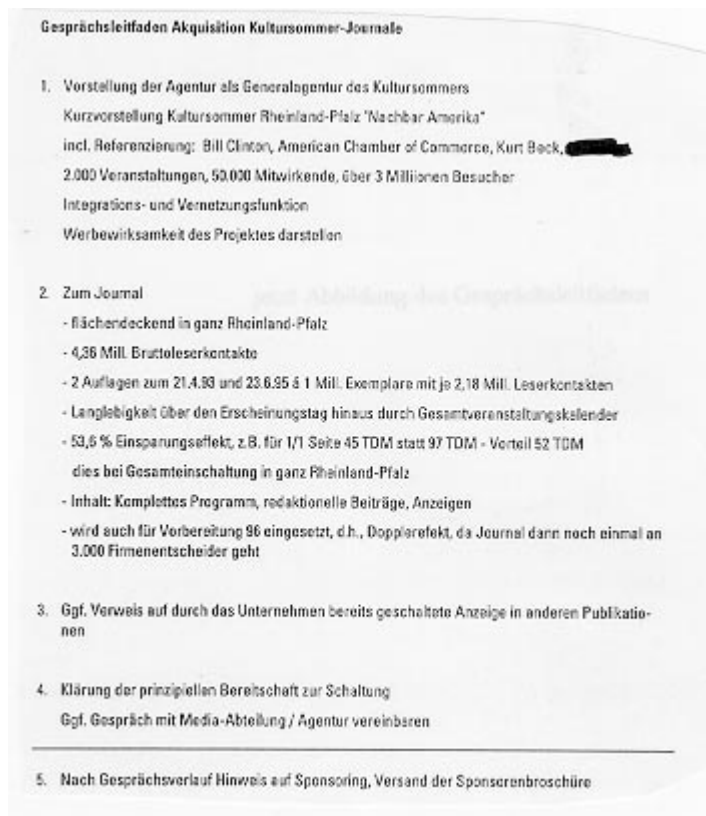 Gesprächsleitfaden Akquisition Kultursommer-Journale
1. Vorstellung der Agentur als Generalagentur des Kultursommers
Kurzvorstellung Kultursommer Rheinland-Pfalz "Nachbar Amerika"
incl. Referenzierung: Bill Clinton, American Chamber of Commerce, Kurt Beck,
2.000 Veranstaltungen, 50.000 Mitwirkende, über 3 Milliionen Besucher
Integrations- und Vernetzungsfunktion
Werbewirksamkeit des Projektes darstellen
2. Zum Journal
jetzt Abbildung des Gesprächsleitfadens
- flächendeckend in ganz Rheinland-Pfalz
- 4,36 Mill. Bruttoleserkontakte
- 2 Auflagen zum 21.4.93 und 23.6.95 á 1 Mill. Exemplare mit je 2,18 Mill. Leserkontakten
- Langlebigkeit über den Erscheinungstag hinaus durch Gesamtveranstaltungskalender
- 53,6 % Einsparungseffekt, z.B. für 1/1 Seite 45 TDM statt 97 TDM - Vorteil 52 TDM
dies bei Gesamteinschaltung in ganz Rheinland-Pfalz
- Inhalt: Komplettes Programm, redaktionelle Beiträge, Anzeigen
- wird auch für Vorbereitung 96 eingesetzt, d.h., Dopplerefekt, da Journal dann noch einmal an
3.000 Firmenentscheider geht
3. Ggf. Verweis auf durch das Unternehmen bereits geschaltete Anzeige in anderen Publikatio-
nen
4. Klärung der prinzipiellen Bereitschaft zur Schaltung
Ggf. Gespräch mit Media-Abteilung / Agentur vereinbaren
5. Nach Gesprächsverlauf Hinweis auf Sponsoring, Versand der Sponsorenbroschüre